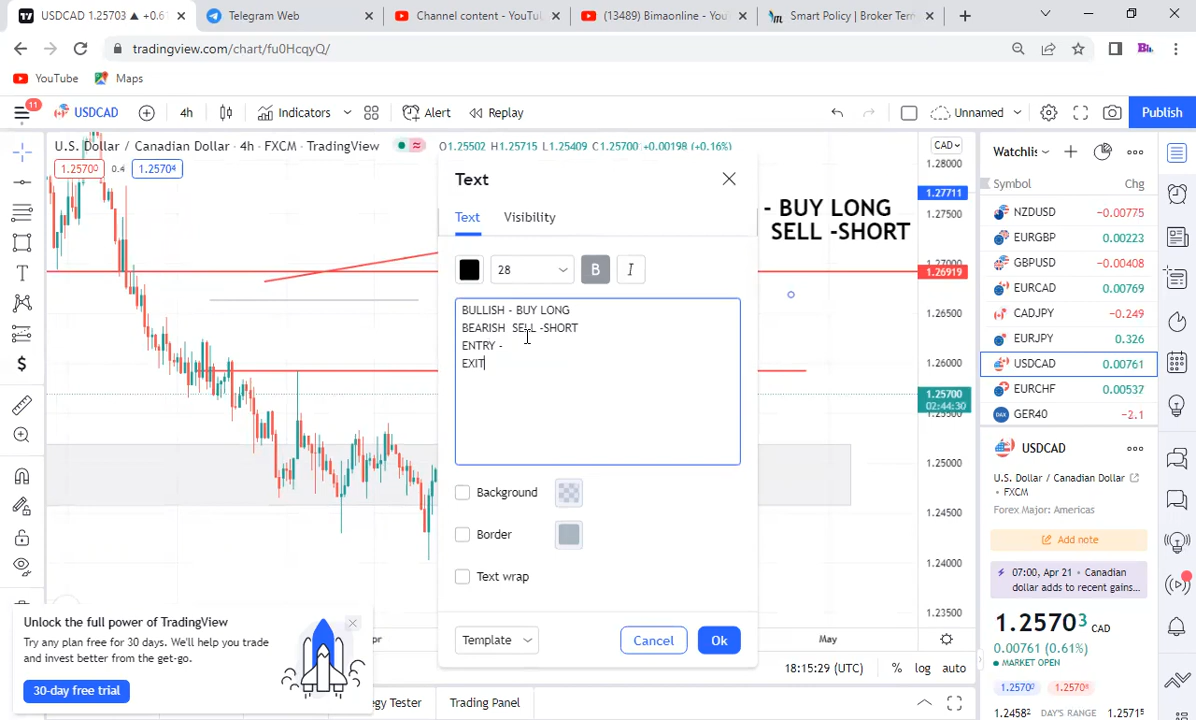 USDCAD 1.25703 ▲ +0.6
Telegram Web
Channel content - YouTu
(13489) Bimaonline - You
Smart Policy | Broker Ter
tradingview.com/chart/fu0HcqyQ/
YouTube
Maps
11
USDCAD
4h
Indicators
Alert
Replay
Unnamed
Publish
U.S. Dollar / Canadian Dollar · 4h · FXCM · TradingView
O1.25502 H1.25715 L1.25409 C1.25700 +0.00198 (+0.16%)
1.25700
0.4
1.25704
CAD
1.28000
1.27711
1.27500
1.27000
1.26919
1.26500
1.26000
1.25700
02:44:30
1.25000
1.24500
1.24000
1.23500
- BUY LONG
SELL -SHORT
Text
Text
Visibility
28
B
I
BULLISH - BUY LONG
BEARISH SELL -SHORT
ENTRY -
EXIT
Background
Border
Text wrap
Template
Cancel
Ok
Unlock the full power of TradingView
Try any plan free for 30 days. We'll help you trade
and invest better from the get-go.
30-day free trial
pr
May
18:15:29 (UTC)
%
log
auto
egy Tester
Trading Panel
Watchlis
Symbol
Chg
NZDUSD -0.00775
EURGBP 0.00223
GBPUSD -0.00408
EURCAD 0.00769
CADJPY -0.249
EURJPY 0.326
USDCAD 0.00761
EURCHF 0.00537
GER40 -2.1
USDCAD
U.S. Dollar / Canadian Dollar
• FXCM
Forex Major: Americas
Add note
07:00, Apr 21 • Canadian
dollar adds to recent gains...
1.25703 CAD
0.00761 (0.61%)
MARKET OPEN
1.25700
1.25704
1.2458² DAY'S RANGE 1.2571⁵